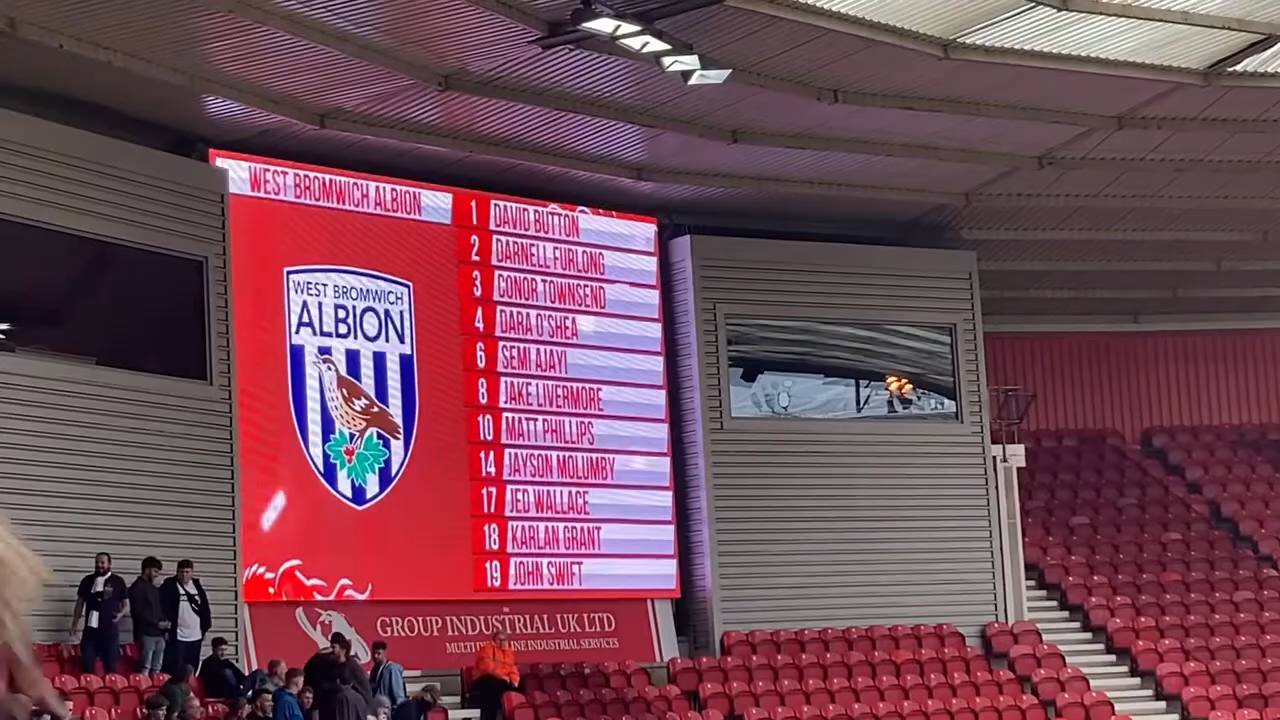 WEST BROMWICH ALBION
WEST BROMWICH
ALBION
1 DAVID BUTTON
2 DARNELL FURLONG
3 CONOR TOWNSEND
4 DARA O'SHEA
6 SEMI AJAYI
8 JAKE LIVERMORE
10 MATT PHILLIPS
14 JAYSON MOLUMBY
17 JED WALLACE
18 KARLAN GRANT
19 JOHN SWIFT
GROUP INDUSTRIAL UK LTD
INDUSTRIAL SERVICES